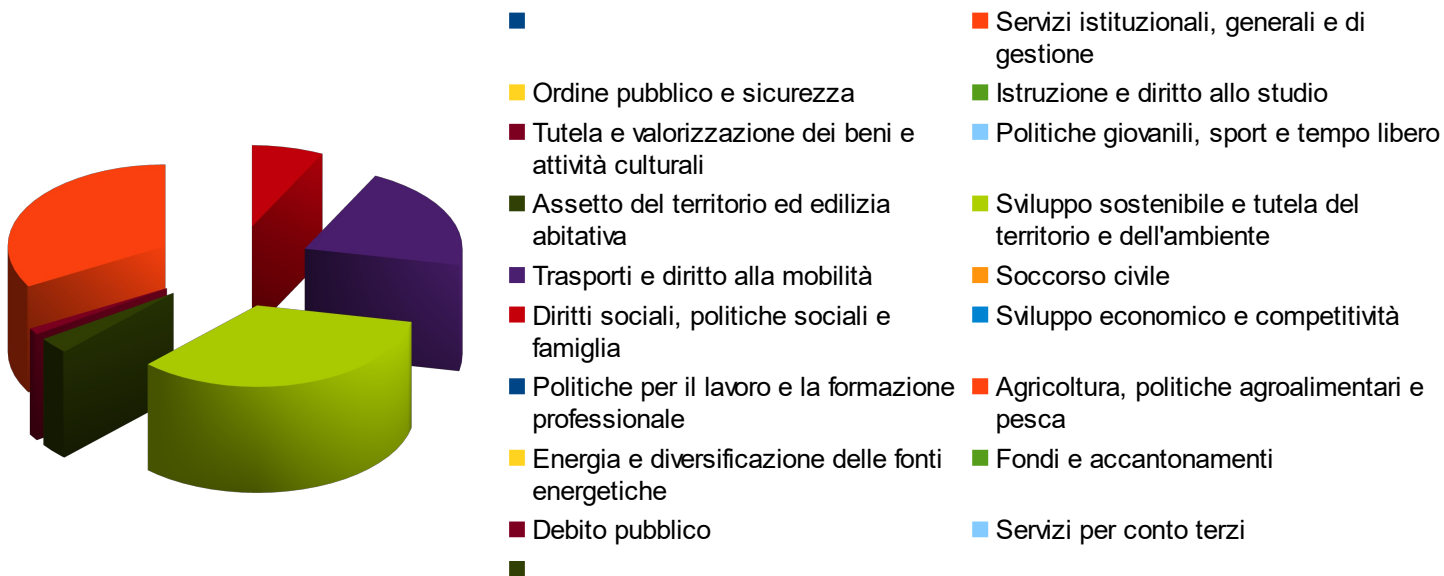 Servizi istituzionali, generali e di
gestione
Ordine pubblico e sicurezza
Istruzione e diritto allo studio
Tutela e valorizzazione dei beni e
attività culturali
Politiche giovanili, sport e tempo libero
Assetto del territorio ed edilizia
abitativa
Sviluppo sostenibile e tutela del
territorio e dell'ambiente
Trasporti e diritto alla mobilità
Soccorso civile
Diritti sociali, politiche sociali e
famiglia
Sviluppo economico e competitività
Politiche per il lavoro e la formazione
professionale
Agricoltura, politiche agroalimentari e
pesca
Energia e diversificazione delle fonti
energetiche
Fondi e accantonamenti
Debito pubblico
Servizi per conto terzi